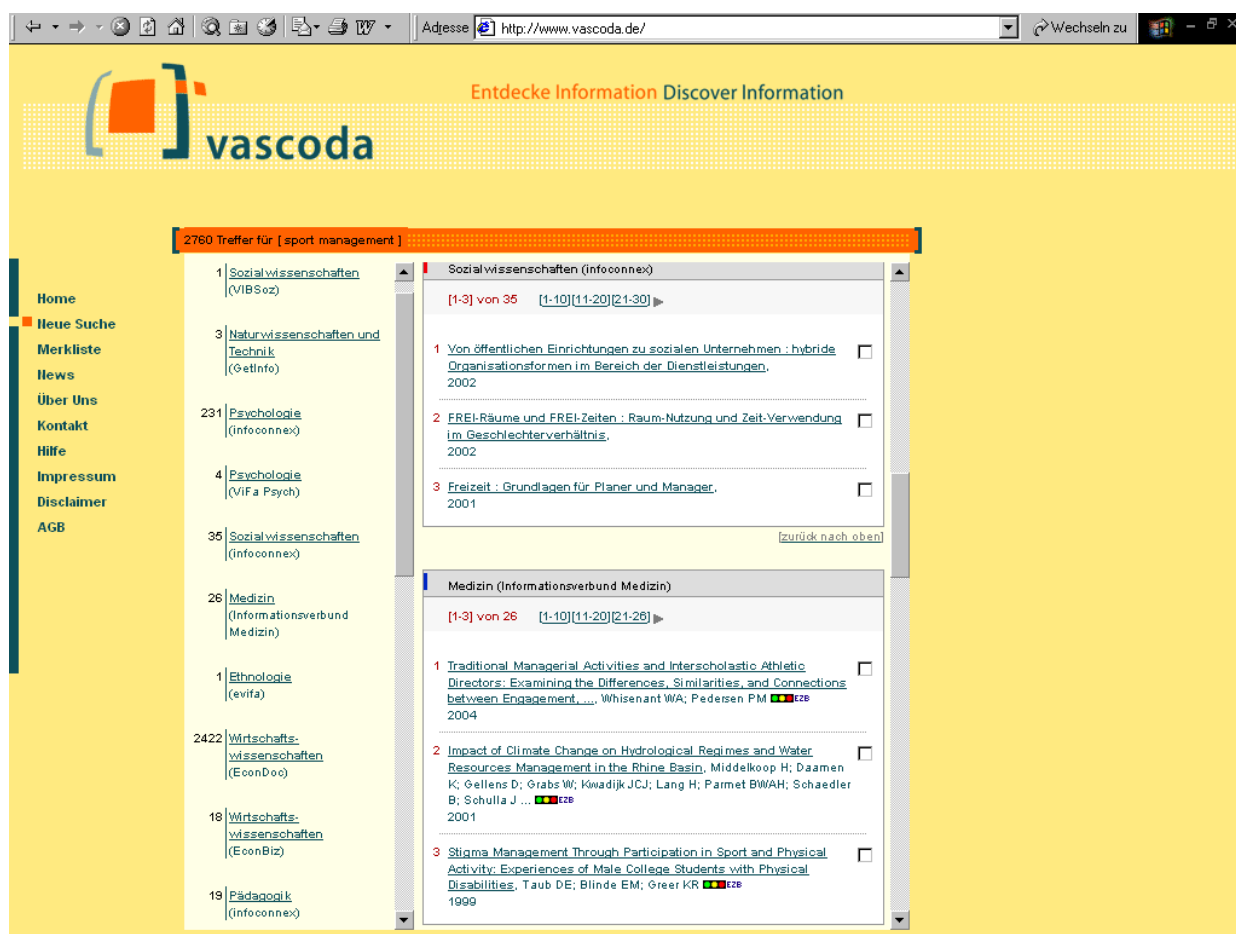 Adresse http://www.vascoda.de/ Wechseln zu
Entdecke Information Discover Information
vascoda
2760 Treffer für [ sport management ]
Home
Neue Suche
Merkliste
News
Über Uns
Kontakt
Hilfe
Impressum
Disclaimer
AGB
1 Sozialwissenschaften
(VIBSoz)
3 Naturwissenschaften und
Technik
(GetInfo)
231 Psychologie
(infoconnex)
4 Psychologie
(ViFa Psych)
35 Sozialwissenschaften
(infoconnex)
26 Medizin
(Informationsverbund
Medizin)
1 Ethnologie
(evifa)
2422 Wirtschafts-
wissenschaften
(EconDoc)
18 Wirtschafts-
wissenschaften
(EconBiz)
19 Pädagogik
(infoconnex)
Sozialwissenschaften (infoconnex)
[1-3] von 35 [1-10][11-20][21-30]
1 Von öffentlichen Einrichtungen zu sozialen Unternehmen : hybride
Organisationsformen im Bereich der Dienstleistungen,
2002
2 FREI-Räume und FREI-Zeiten : Raum-Nutzung und Zeit-Verwendung
im Geschlechterverhältnis,
2002
3 Freizeit : Grundlagen für Planer und Manager,
2001
[zurück nach oben]
Medizin (Informationsverbund Medizin)
[1-3] von 26 [1-10][11-20][21-26]
1 Traditional Managerial Activities and Interscholastic Athletic
Directors: Examining the Differences, Similarities, and Connections
between Engagement, ..., Whisenant WA; Pedersen PM EZB
2004
2 Impact of Climate Change on Hydrological Regimes and Water
Resources Management in the Rhine Basin, Middelkoop H; Daamen
K; Gellens D; Grabs W; Kwadijk JCJ; Lang H; Parmet BWAH; Schaedler
B; Schulla J ... EZB
2001
3 Stigma Management Through Participation in Sport and Physical
Activity: Experiences of Male College Students with Physical
Disabilities, Taub DE; Blinde EM; Greer KR EZB
1999